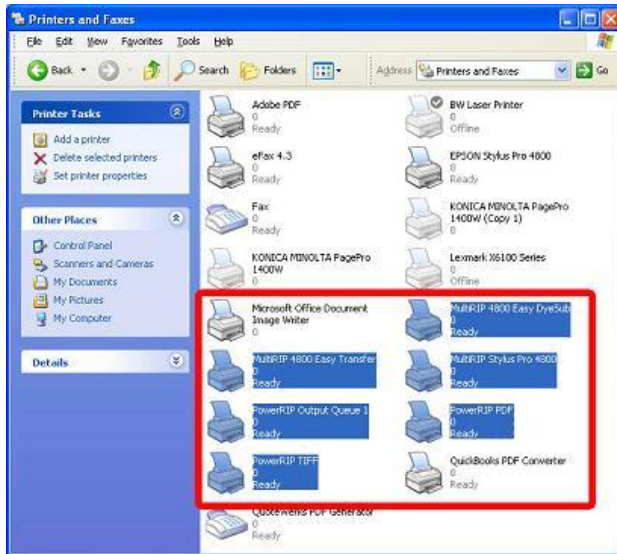 Printers and Faxes
File Edit View Favorites Tools Help
Back Search Folders Address Printers and Faxes Go
Printer Tasks
Add a printer
Delete selected printers
Set printer properties
Other Places
Control Panel
Scanners and Cameras
My Documents
My Pictures
My Computer
Details
Adobe PDF
0
Ready
BW Laser Printer
0
Offline
eFax 4.3
0
Ready
EPSON Stylus Pro 4800
0
Ready
Fax
0
Ready
KONICA MINOLTA PagePro
1400W (Copy 1)
0
KONICA MINOLTA PagePro
1400W
0
Lexmark X6100 Series
0
Offline
Microsoft Office Document
Image Writer
0
MultiRIP 4800 Easy DyeSub
0
Ready
MultiRIP 4800 Easy Transfer
0
Ready
MultiRIP Stylus Pro 4800
0
Ready
PowerRIP Output Queue 1
0
Ready
PowerRIP PDF
0
Ready
PowerRIP TIFF
0
Ready
QuickBooks PDF Converter
0
Ready
QuoteWerks PDF Generator
0
Ready